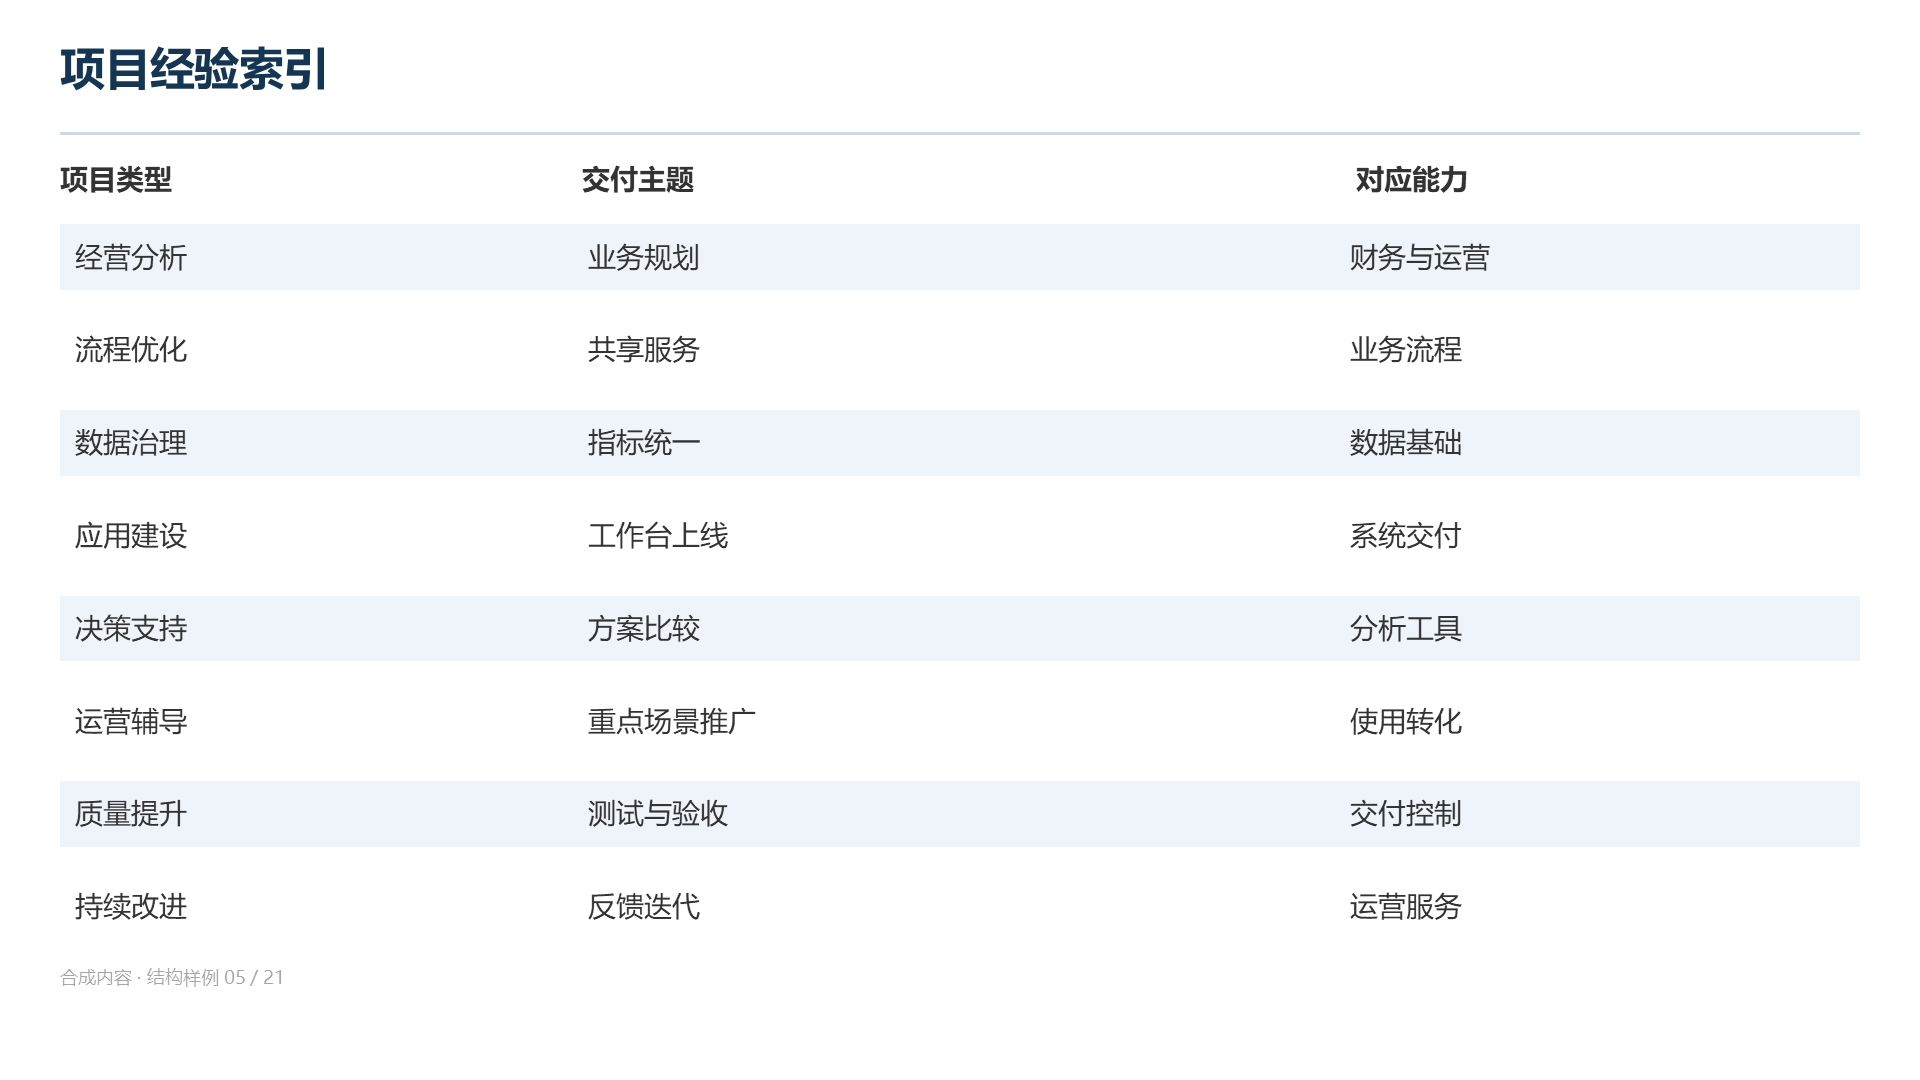 项目经验索引
项目类型 交付主题 对应能力
经营分析 业务规划 财务与运营
流程优化 共享服务 业务流程
数据治理 指标统一 数据基础
应用建设 工作台上线 系统交付
决策支持 方案比较 分析工具
运营辅导 重点场景推广 使用转化
质量提升 测试与验收 交付控制
持续改进 反馈迭代 运营服务
合成内容 · 结构样例 05 / 21